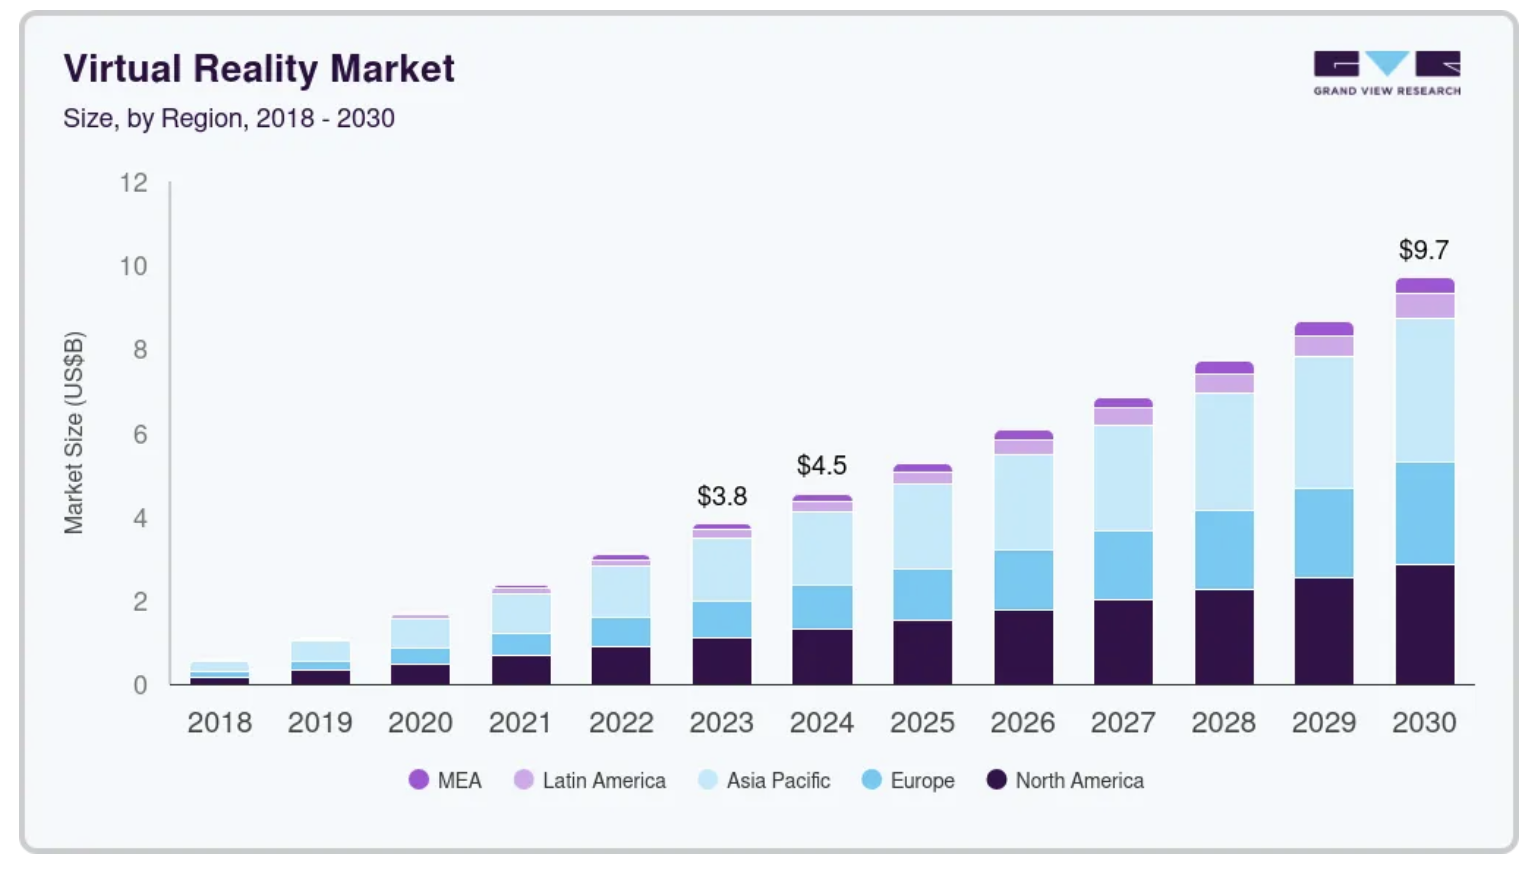 Virtual Reality Market
Size, by Region, 2018 - 2030
GRAND VIEW RESEARCH
Market Size (US$B)
12
10
8
6
4
2
0
$3.8
$4.5
$9.7
2018 2019 2020 2021 2022 2023 2024 2025 2026 2027 2028 2029 2030
MEA Latin America Asia Pacific Europe North America